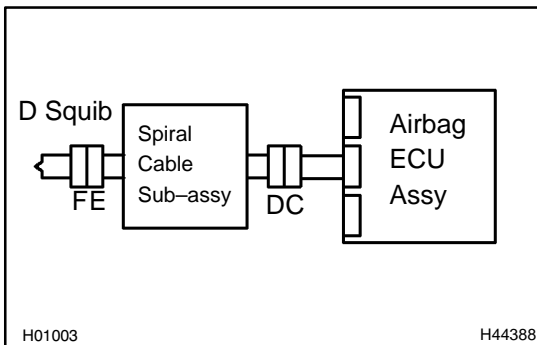 D Squib
Spiral
Cable
Sub–assy
FE
DC
Airbag
ECU
Assy
H01003
H44388